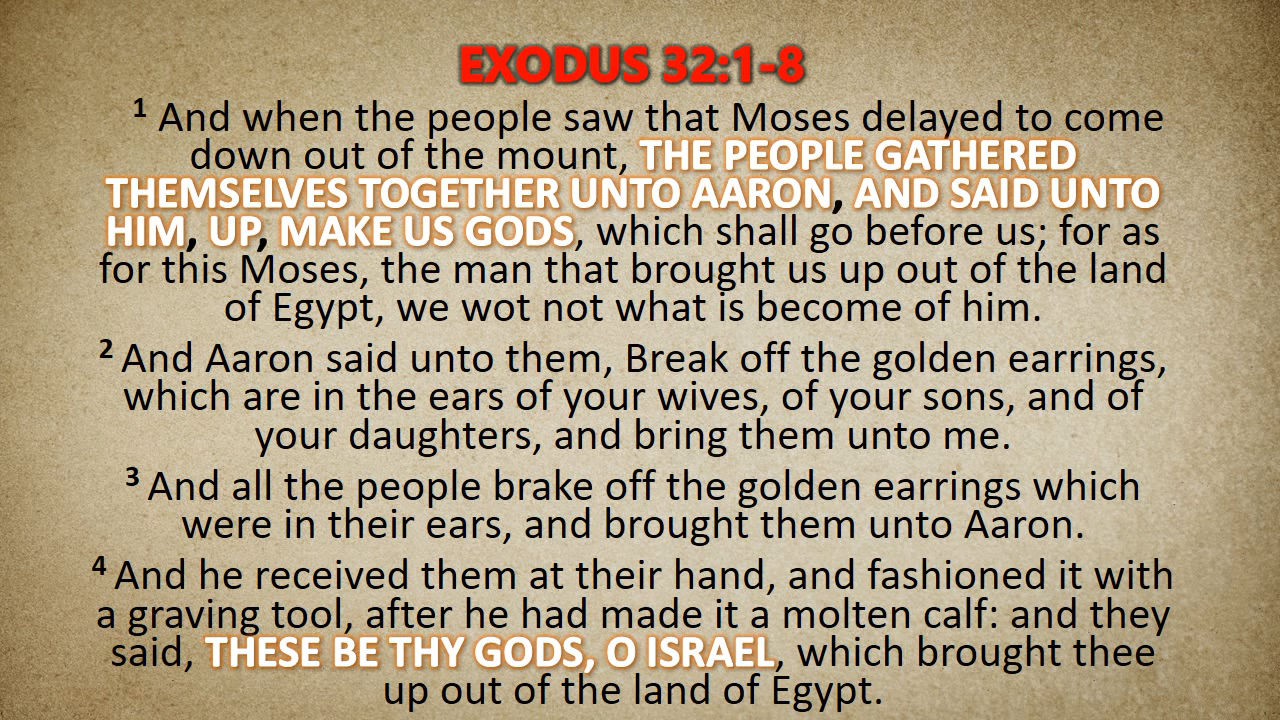 EXODUS 32:1-8
1 And when the people saw that Moses delayed to come
down out of the mount, THE PEOPLE GATHERED
THEMSELVES TOGETHER UNTO AARON, AND SAID UNTO
HIM, UP, MAKE US GODS, which shall go before us; for as
for this Moses, the man that brought us up out of the land
of Egypt, we wot not what is become of him.
2 And Aaron said unto them, Break off the golden earrings,
which are in the ears of your wives, of your sons, and of
your daughters, and bring them unto me.
3 And all the people brake off the golden earrings which
were in their ears, and brought them unto Aaron.
4 And he received them at their hand, and fashioned it with
a graving tool, after he had made it a molten calf: and they
said, THESE BE THY GODS, O ISRAEL, which brought thee
up out of the land of Egypt.